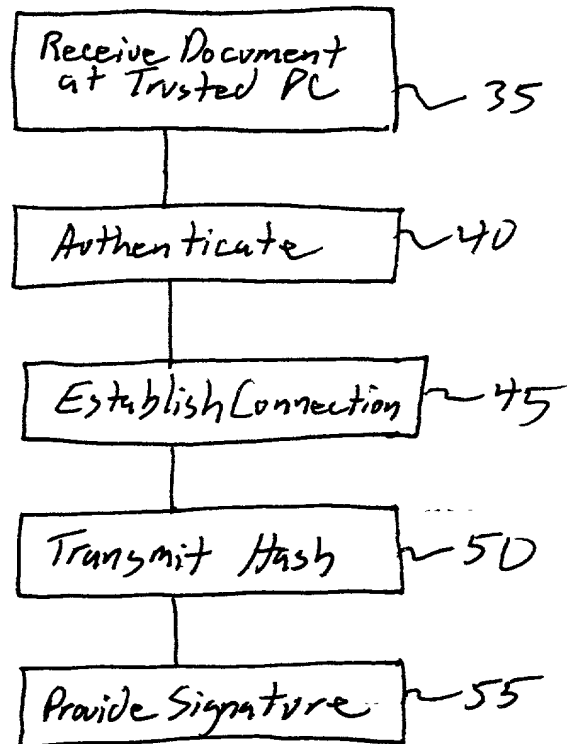 Receive Document
at Trusted PC
35
Authenticate
40
Establish Connection
45
Transmit Hash
50
Provide Signature
55